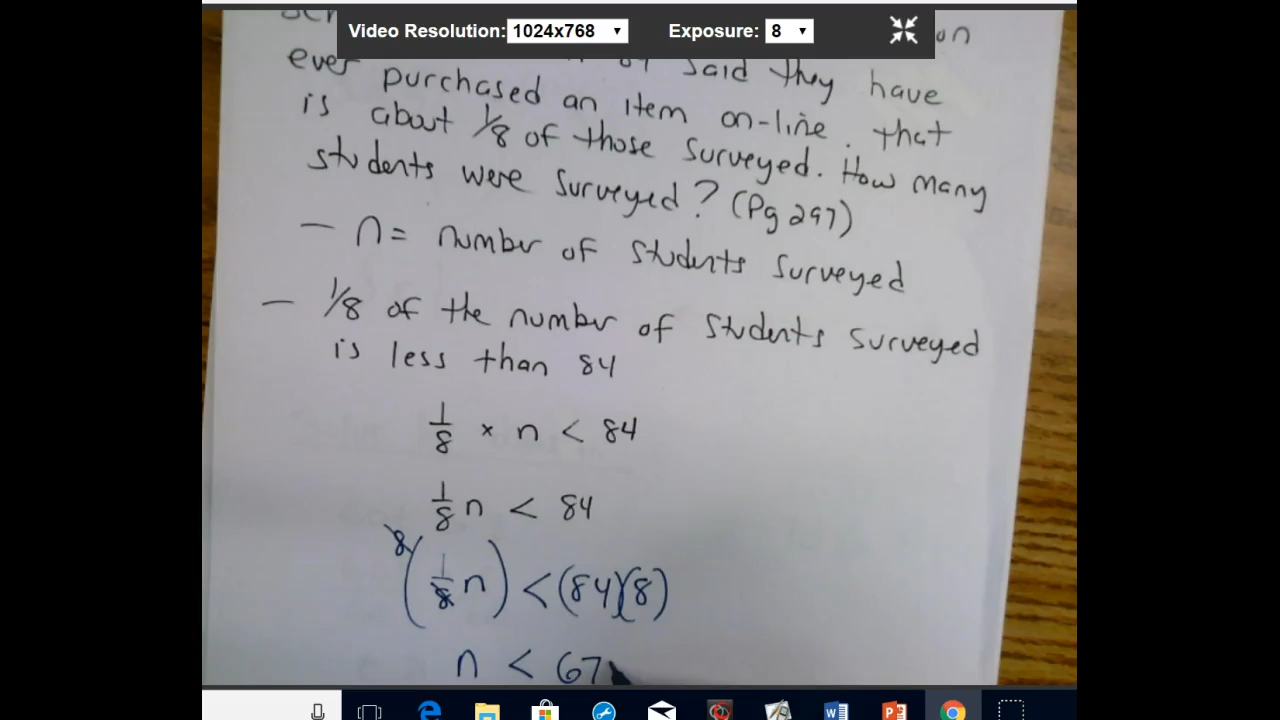 Video Resolution: 1024x768 Exposure: 8
on
said they have
ever purchased an item on-line. that
is about 1/8 of those surveyed. How many
students were surveyed? (Pg 297)
— n = number of students surveyed
— 1/8 of the number of students surveyed
is less than 84
1/8 × n < 84
1/8 n < 84
8(1/8 n) < (84)(8)
n < 67